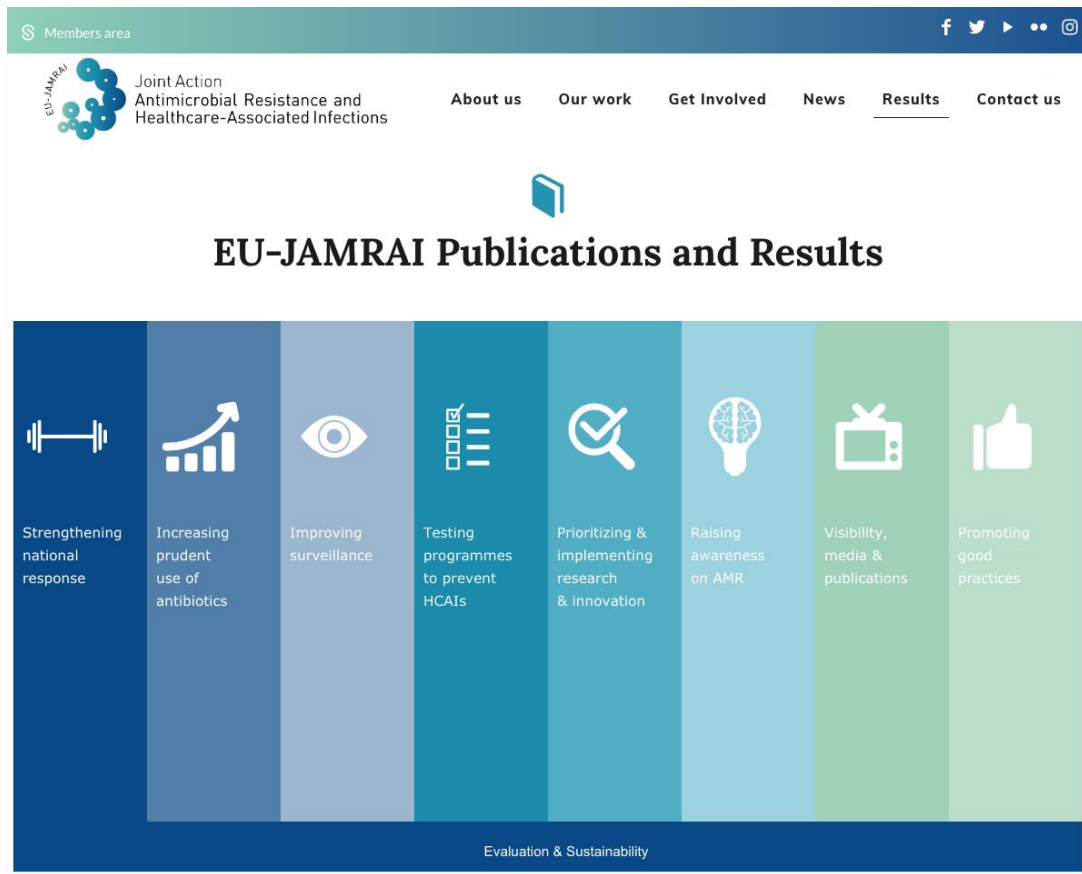 Members area
EU-JAMRAI
Joint Action
Antimicrobial Resistance and
Healthcare-Associated Infections
About us
Our work
Get Involved
News
Results
Contact us
EU-JAMRAI Publications and Results
Strengthening
national
response
Increasing
prudent
use of
antibiotics
Improving
surveillance
Testing
programmes
to prevent
HCAIs
Prioritizing &
implementing
research
& innovation
Raising
awareness
on AMR
Visibility,
media &
publications
Promoting
good
practices
Evaluation & Sustainability